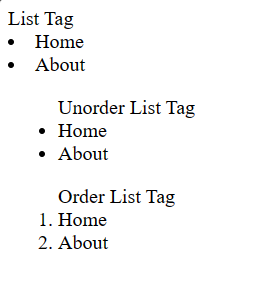 List Tag
• Home
• About
Unorder List Tag
• Home
• About
Order List Tag
1. Home
2. About